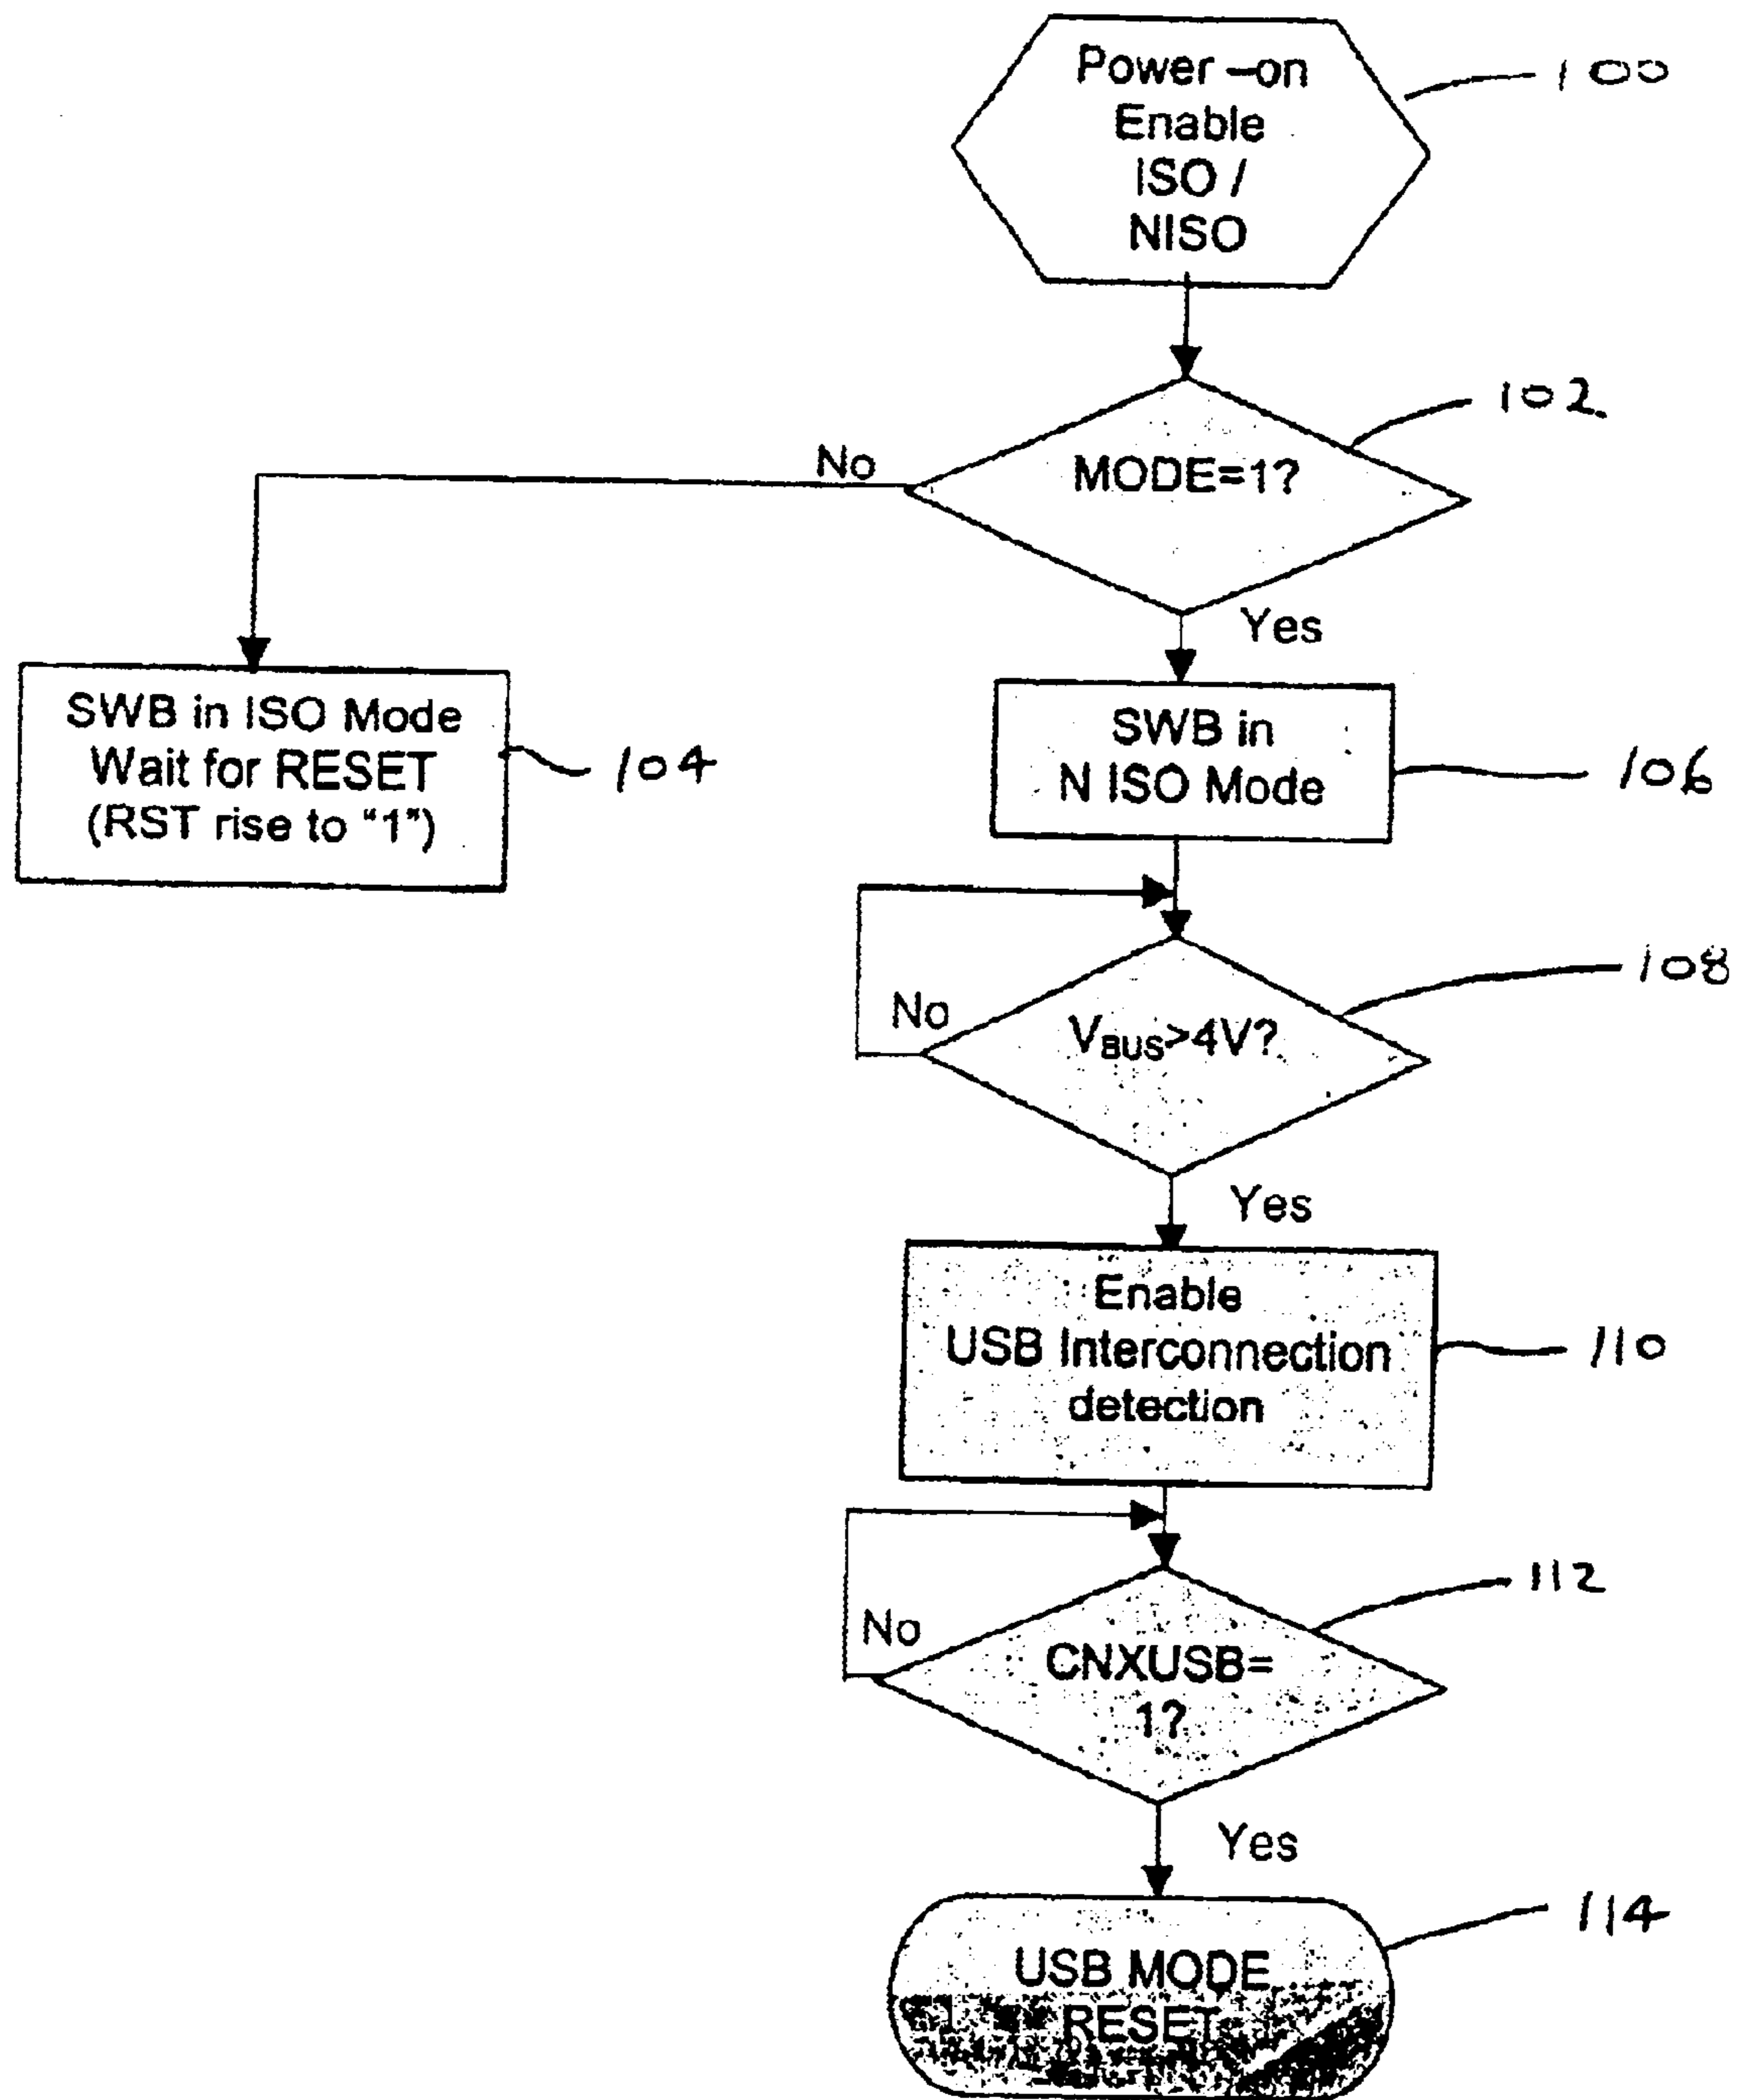 Power –on
Enable
ISO /
NISO
100
MODE=1?
102
No
Yes
SWB in ISO Mode
Wait for RESET
(RST rise to “1”)
104
SWB in
N ISO Mode
106
VBUS>4V?
108
No
Yes
Enable
USB Interconnection
detection
110
CNXUSB=
1?
112
No
Yes
USB MODE
RESET
114